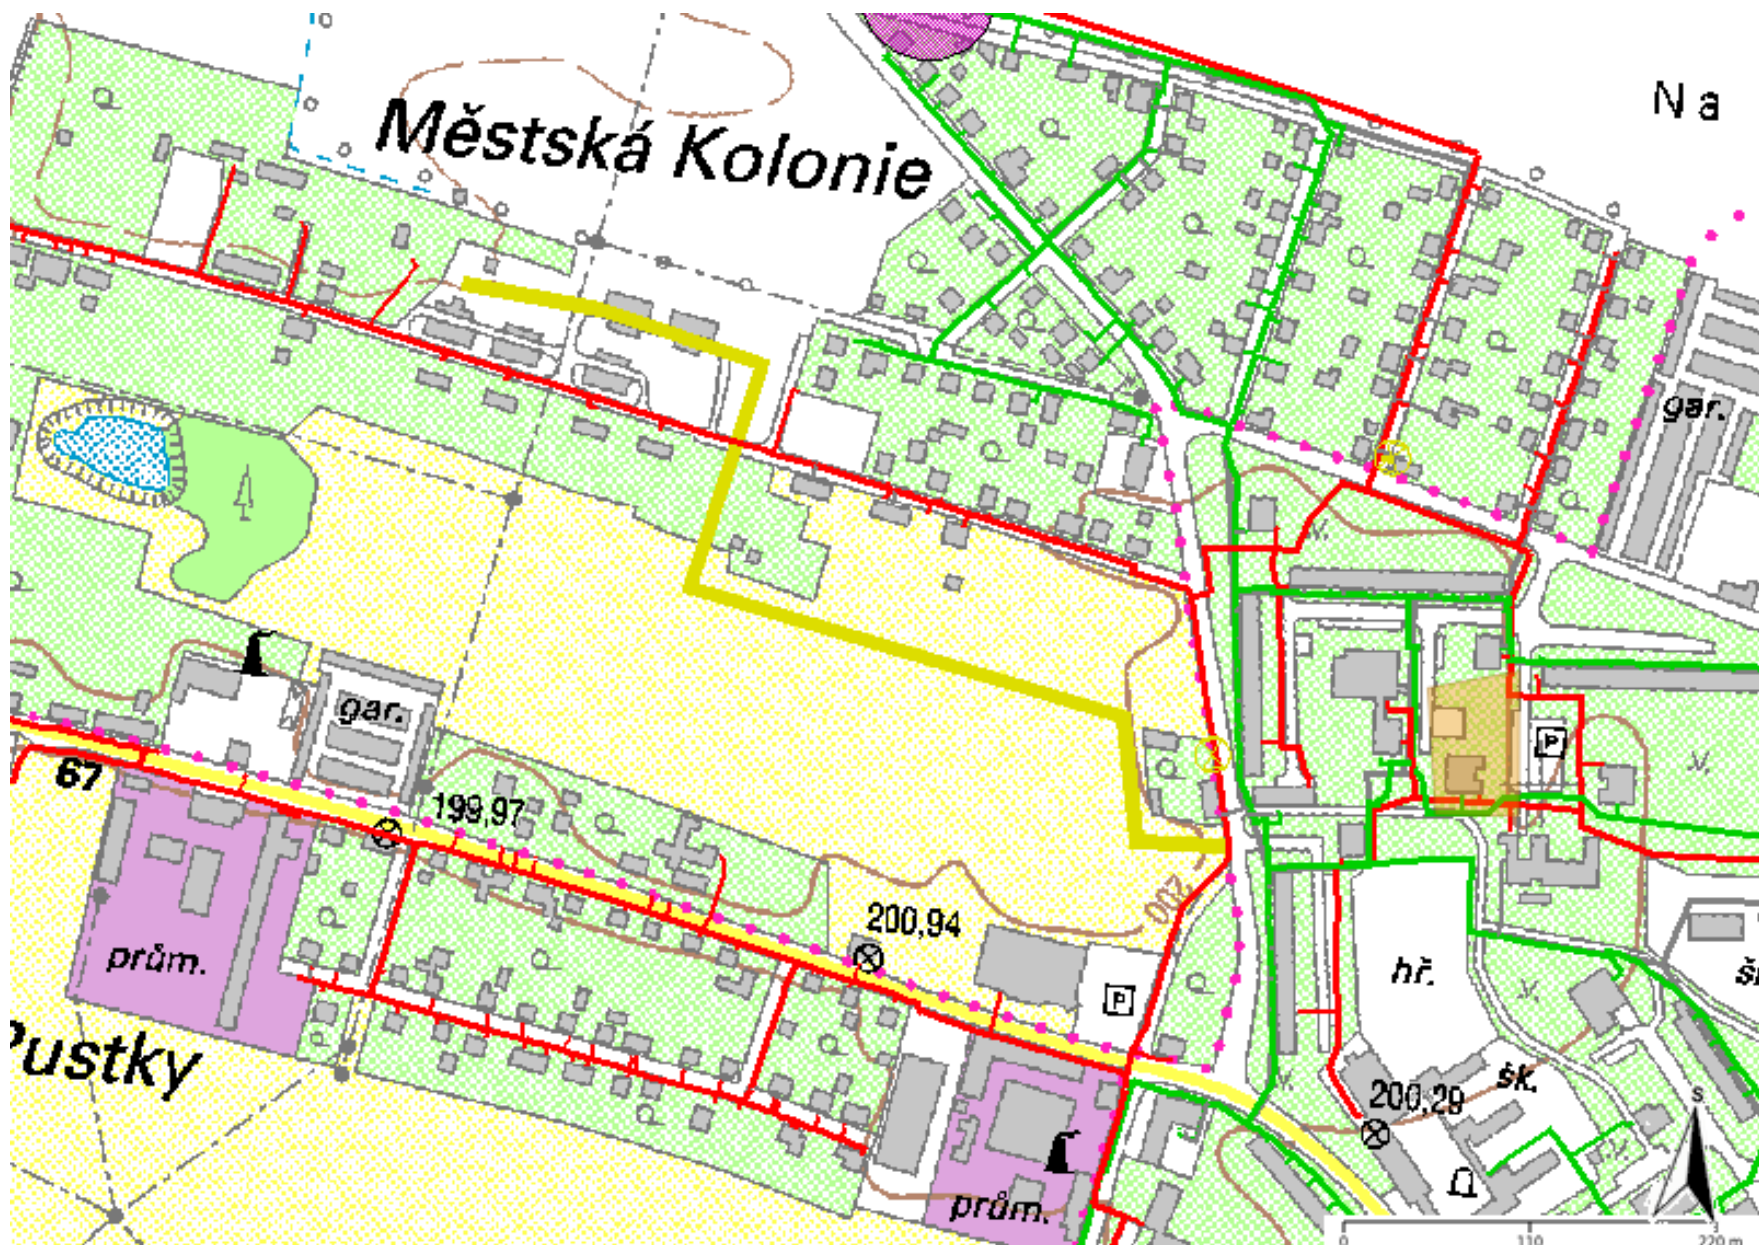 Na
Městská Kolonie
gar.
gar.
67
199,97
P
200
200,94
prům.
P
hř.
Pustky
šk.
200,29
S
prům.
0 110 220 m